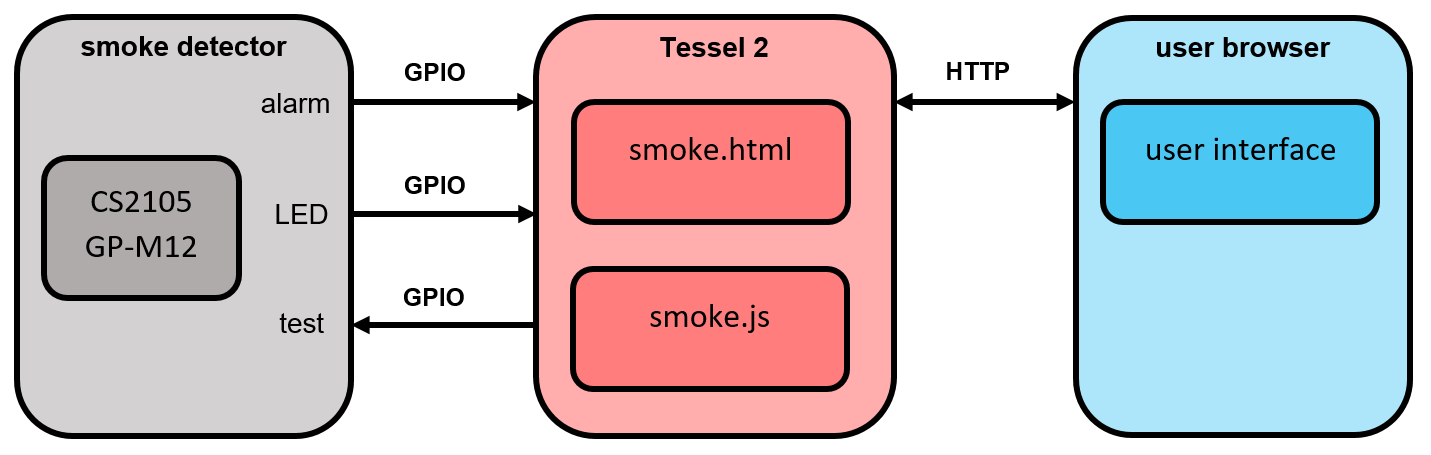 smoke detector
alarm
CS2105
GP-M12
LED
test
GPIO
GPIO
GPIO
Tessel 2
smoke.html
smoke.js
HTTP
user browser
user interface